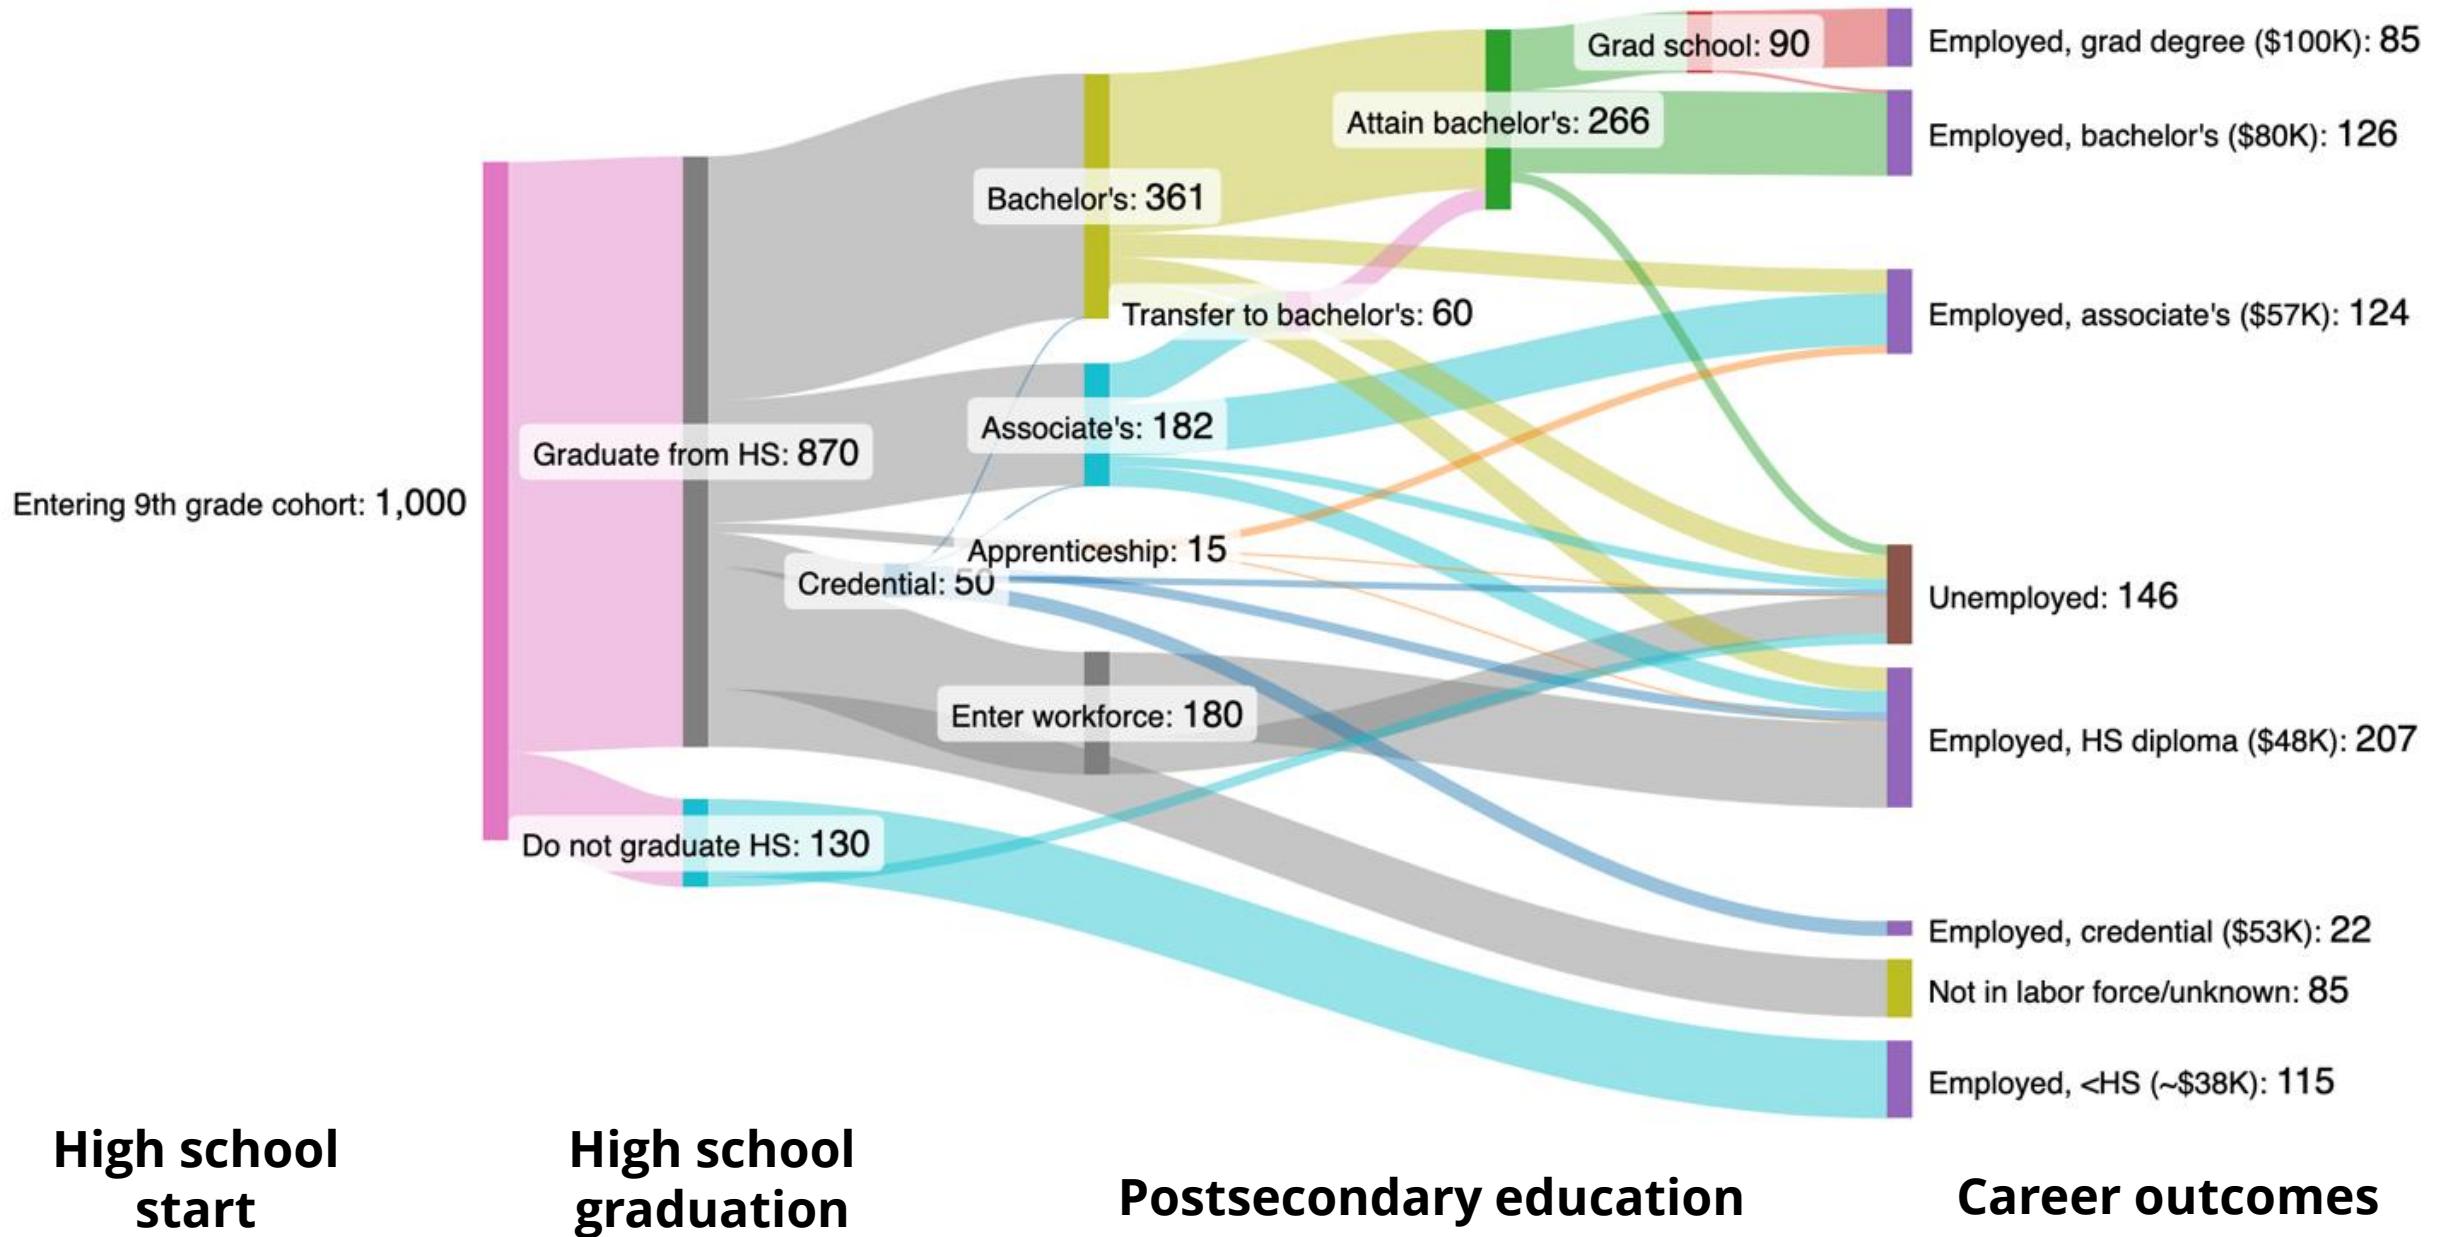 Grad school: 90
Employed, grad degree ($100K): 85
Attain bachelor's: 266
Employed, bachelor's ($80K): 126
Bachelor's: 361
Transfer to bachelor's: 60
Employed, associate's ($57K): 124
Associate's: 182
Graduate from HS: 870
Entering 9th grade cohort: 1,000
Apprenticeship: 15
Credential: 50
Unemployed: 146
Enter workforce: 180
Employed, HS diploma ($48K): 207
Do not graduate HS: 130
Employed, credential ($53K): 22
Not in labor force/unknown: 85
Employed, <HS (~$38K): 115
High school
start
High school
graduation
Postsecondary education
Career outcomes